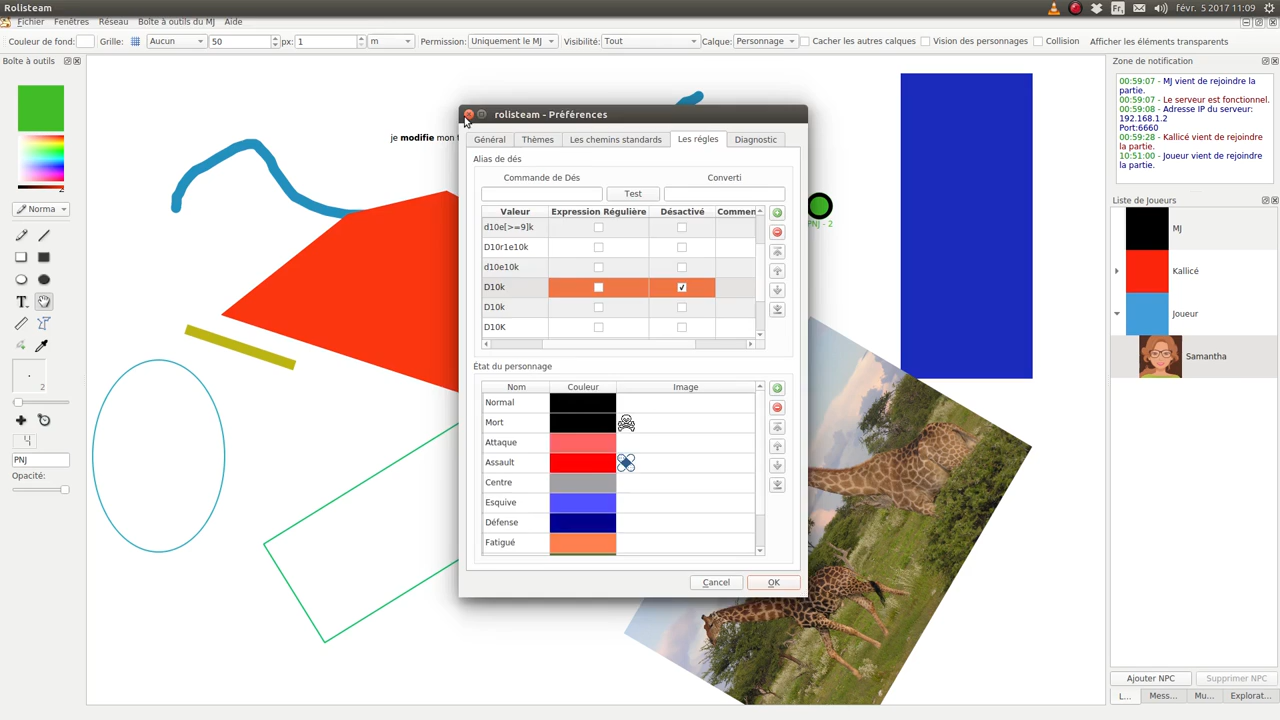 Rolisteam
Fr, févr. 5 2017 11:09
Fichier Fenêtres Réseau Boîte à outils du MJ Aide
Couleur de fond: Grille: Aucun 50 px: 1 m Permission: Uniquement le MJ Visibilité: Tout Calque: Personnage Cacher les autres calques Vision des personnages Collision Afficher les éléments transparents
Boîte à outils
2
Norma
2
PNJ
Opacité:
je modifie mon
PNJ - 2
rolisteam - Préférences
Général Thèmes Les chemins standards Les régles Diagnostic
Alias de dés
Commande de Dés Converti
Test
Valeur Expression Régulière Désactivé Commen
d10e[>=9]k
D10r1e10k
d10e10k
D10k
D10k
D10K
État du personnage
Nom Couleur Image
Normal
Mort
Attaque
Assault
Centre
Esquive
Défense
Fatigué
Cancel OK
Zone de notification
00:59:07 - MJ vient de rejoindre la
partie.
00:59:07 - Le serveur est fonctionnel.
00:59:08 - Adresse IP du serveur:
192.168.1.2
Port:6660
00:59:28 - Kallicé vient de rejoindre
la partie.
10:51:00 - Joueur vient de rejoindre
la partie.
Liste de Joueurs
MJ
Kallicé
Joueur
Samantha
Ajouter NPC Supprimer NPC
L... Mess... Mu... Explorat...